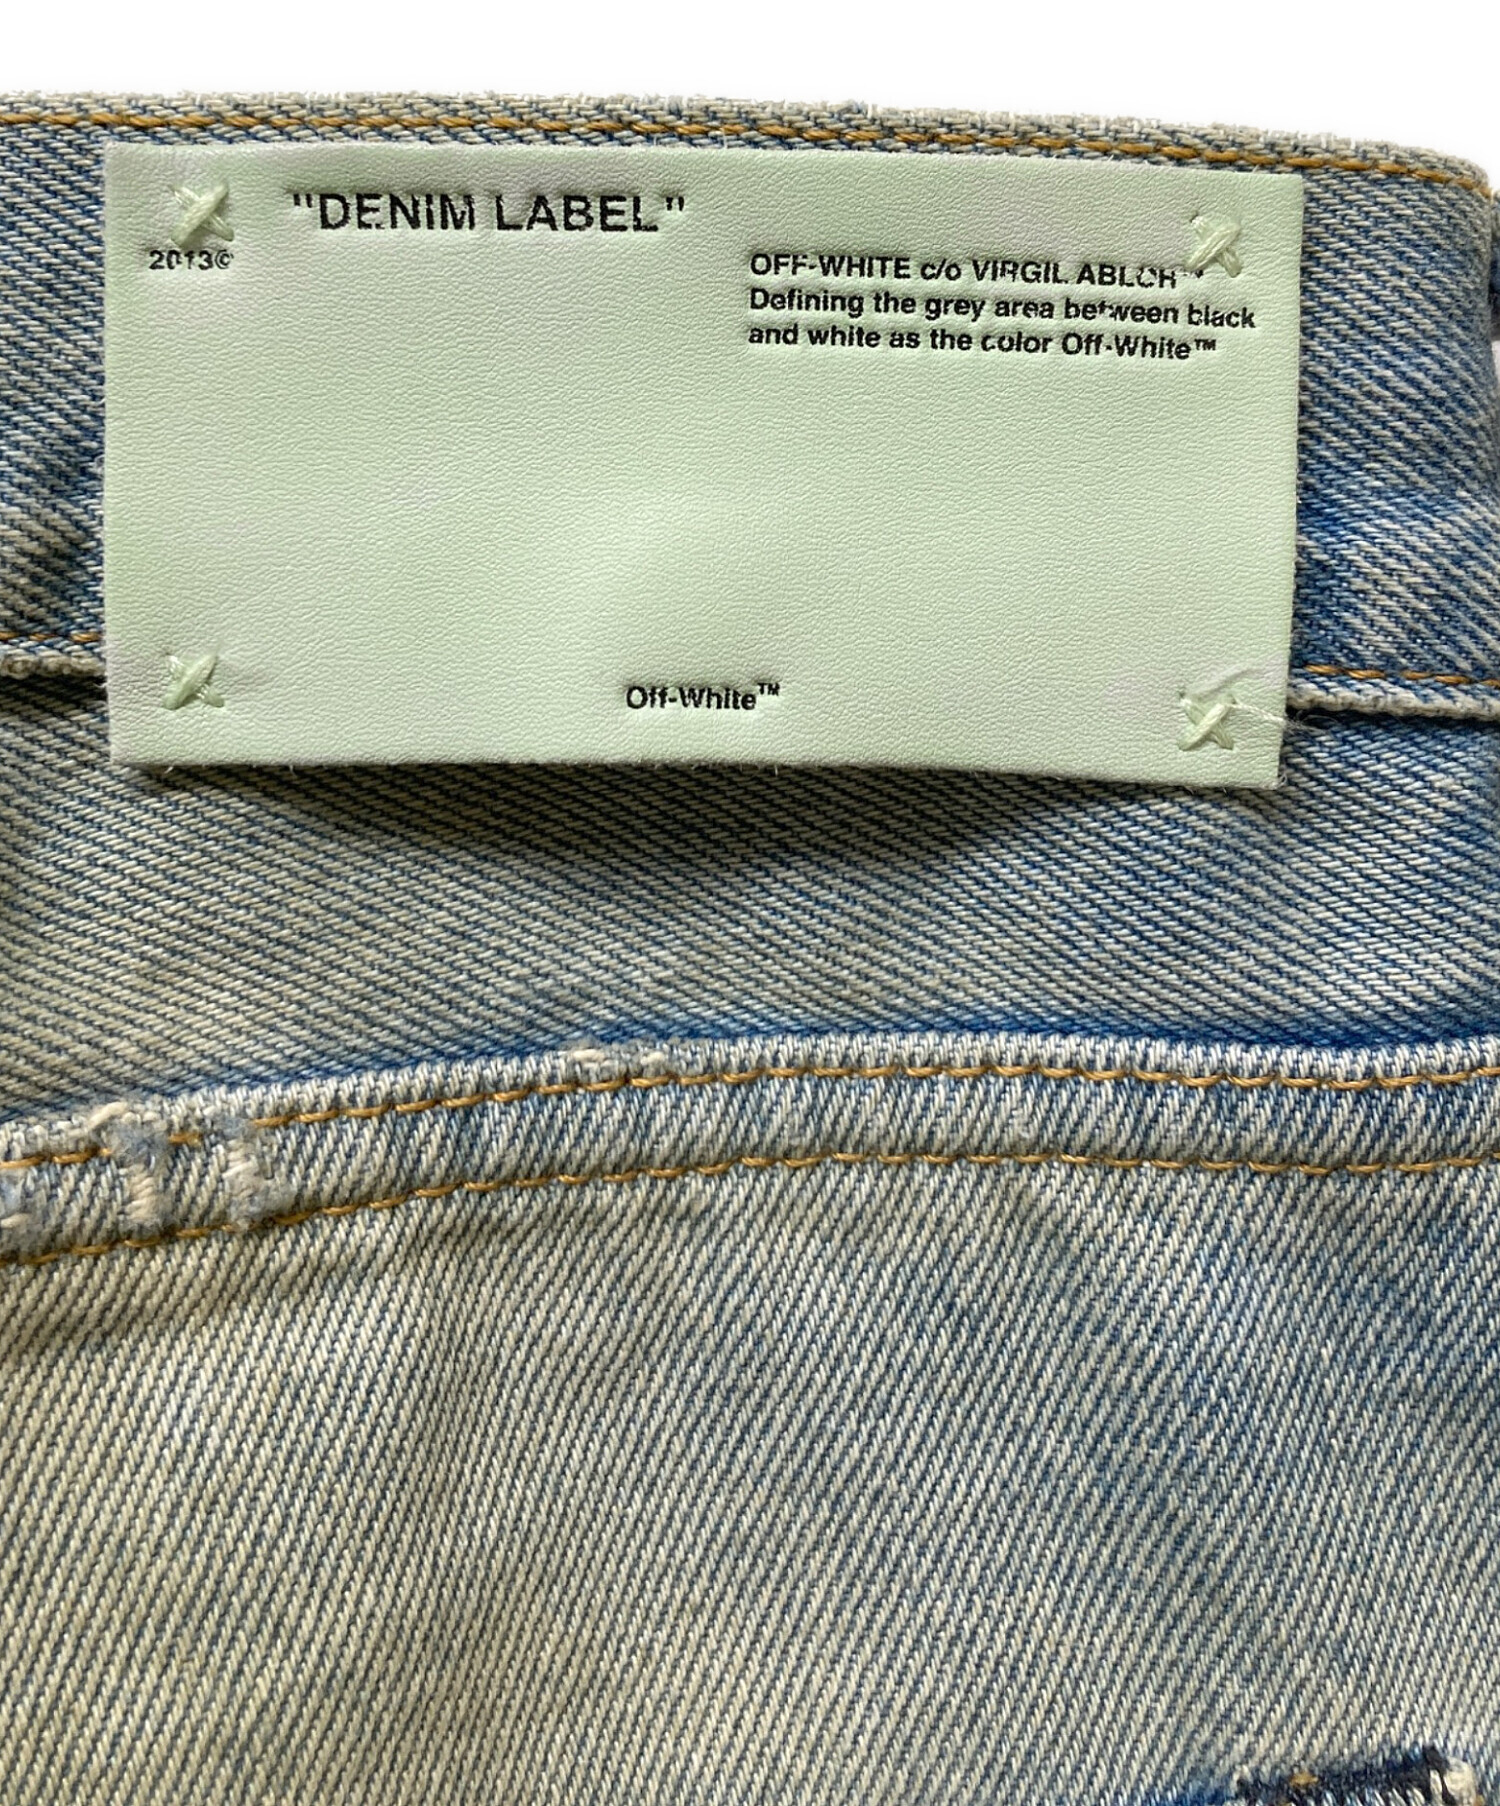 "DENIM LABEL"
2013©
OFF-WHITE c/o VIRGIL ABLOH™
Defining the grey area between black
and white as the color Off-White™
Off-White™